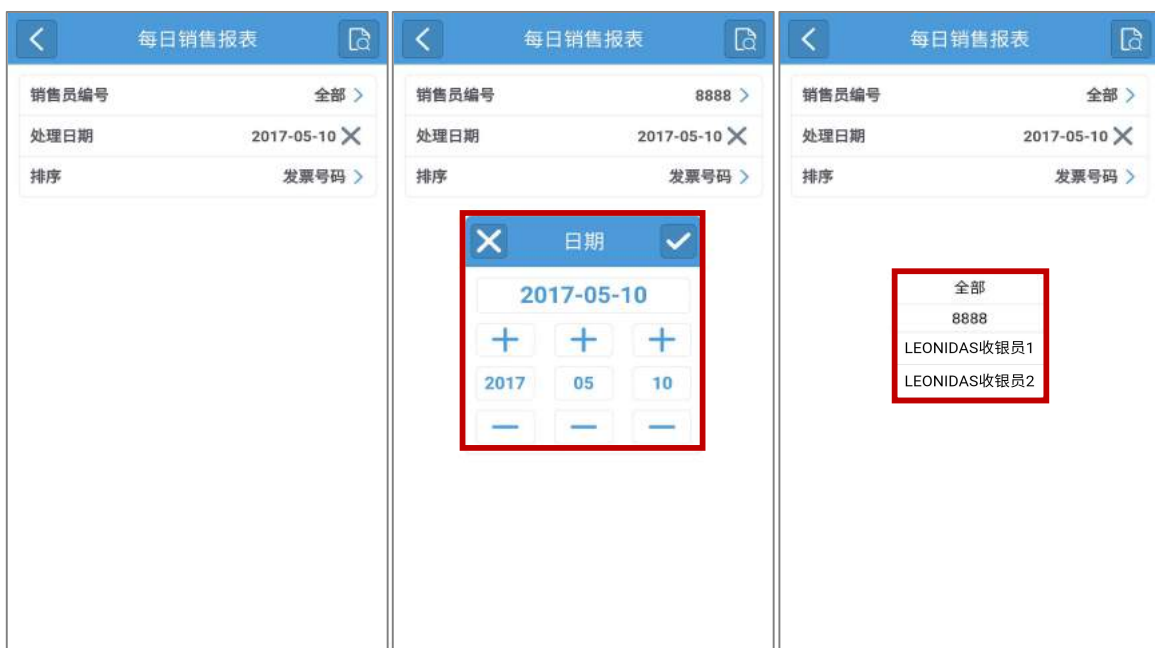 每日销售报表
销售员编号 全部
处理日期 2017-05-10
排序 发票号码
每日销售报表
销售员编号 8888
处理日期 2017-05-10
排序 发票号码
日期
2017-05-10
2017 05 10
每日销售报表
销售员编号 全部
处理日期 2017-05-10
排序 发票号码
全部
8888
LEONIDAS收银员1
LEONIDAS收银员2